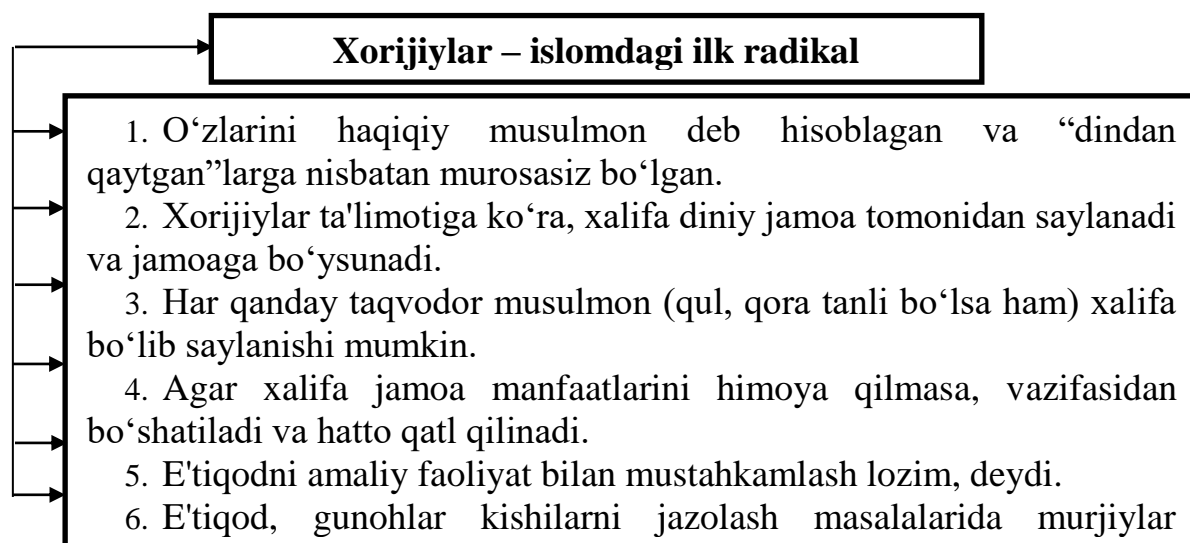 Xorijiylar – islomdagi ilk radikal
1. O‘zlarini haqiqiy musulmon deb hisoblagan va “dindan
qaytgan”larga nisbatan murosasiz bo‘lgan.
2. Xorijiylar ta'limotiga ko‘ra, xalifa diniy jamoa tomonidan saylanadi
va jamoaga bo‘ysunadi.
3. Har qanday taqvodor musulmon (qul, qora tanli bo‘lsa ham) xalifa
bo‘lib saylanishi mumkin.
4. Agar xalifa jamoa manfaatlarini himoya qilmasa, vazifasidan
bo‘shatiladi va hatto qatl qilinadi.
5. E'tiqodni amaliy faoliyat bilan mustahkamlash lozim, deydi.
6. E'tiqod, gunohlar kishilarni jazolash masalalarida murjiylar